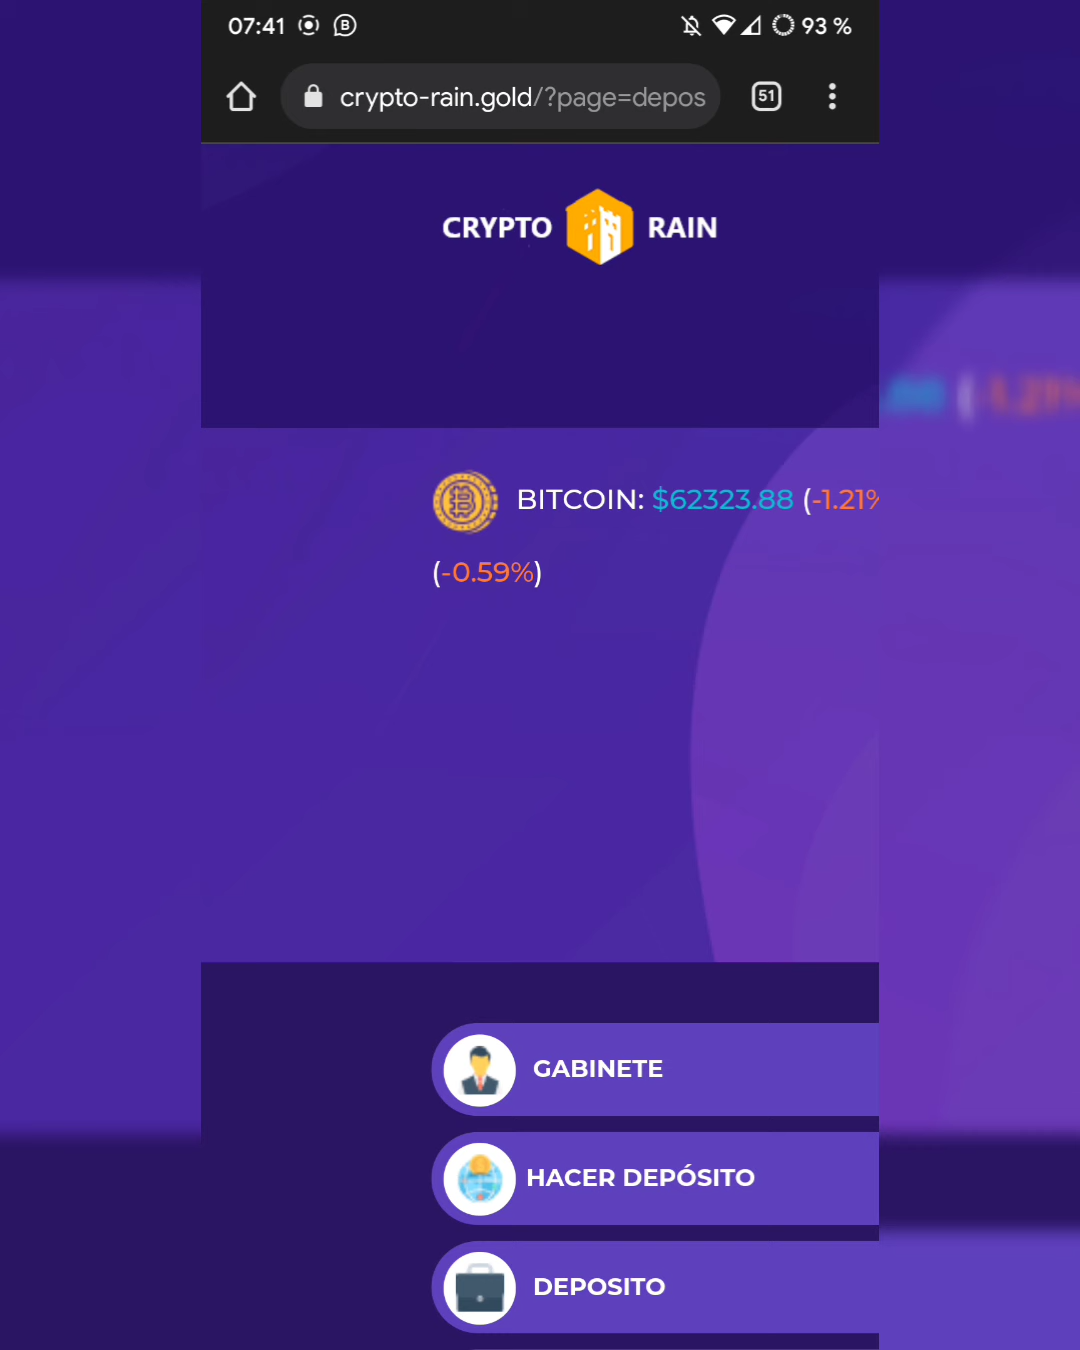 07:41 B 93 %
crypto-rain.gold/?page=depos 51
CRYPTO RAIN
BITCOIN: $62323.88 (-1.21%
(-0.59%)
GABINETE
HACER DEPÓSITO
DEPOSITO